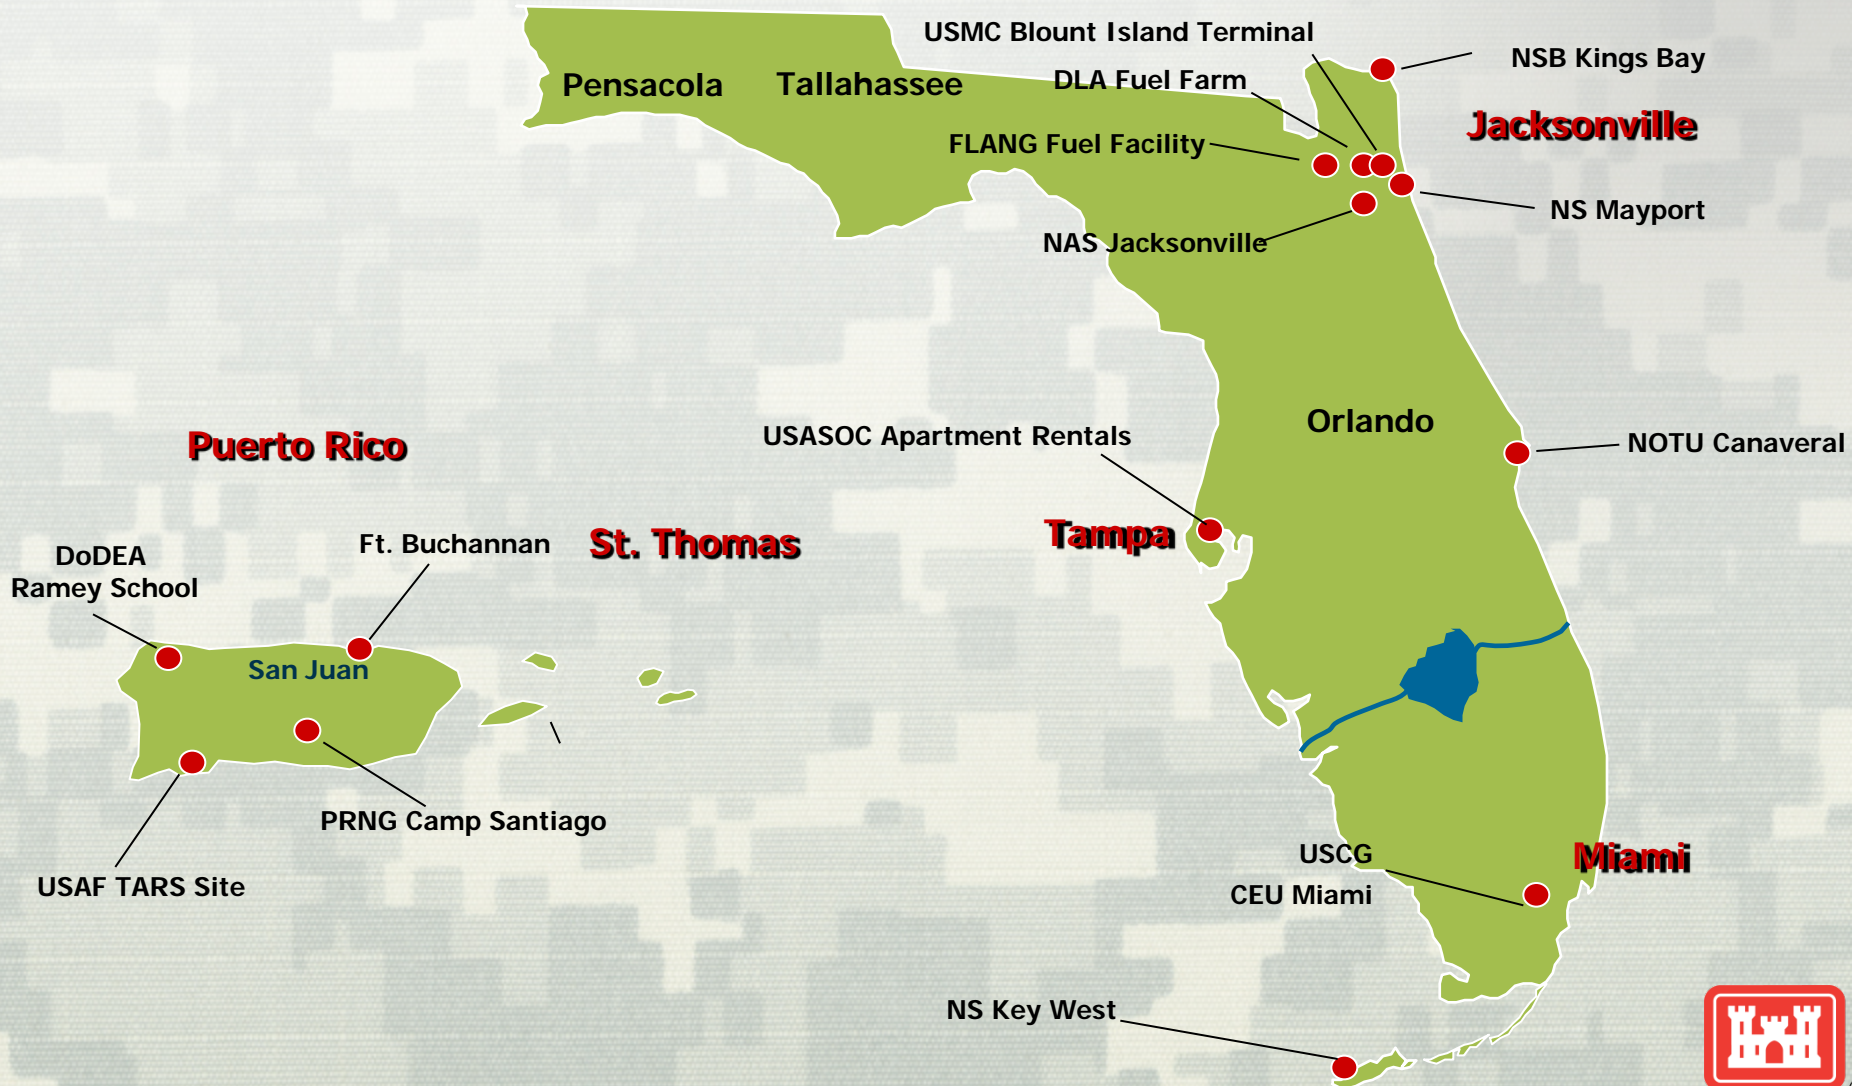 USMC Blount Island Terminal
NSB Kings Bay
Pensacola
Tallahassee
DLA Fuel Farm
Jacksonville
FLANG Fuel Facility
NS Mayport
NAS Jacksonville
Orlando
USASOC Apartment Rentals
NOTU Canaveral
Puerto Rico
Tampa
St. Thomas
Ft. Buchannan
DoDEA
Ramey School
San Juan
PRNG Camp Santiago
USAF TARS Site
USCG
CEU Miami
Miami
NS Key West